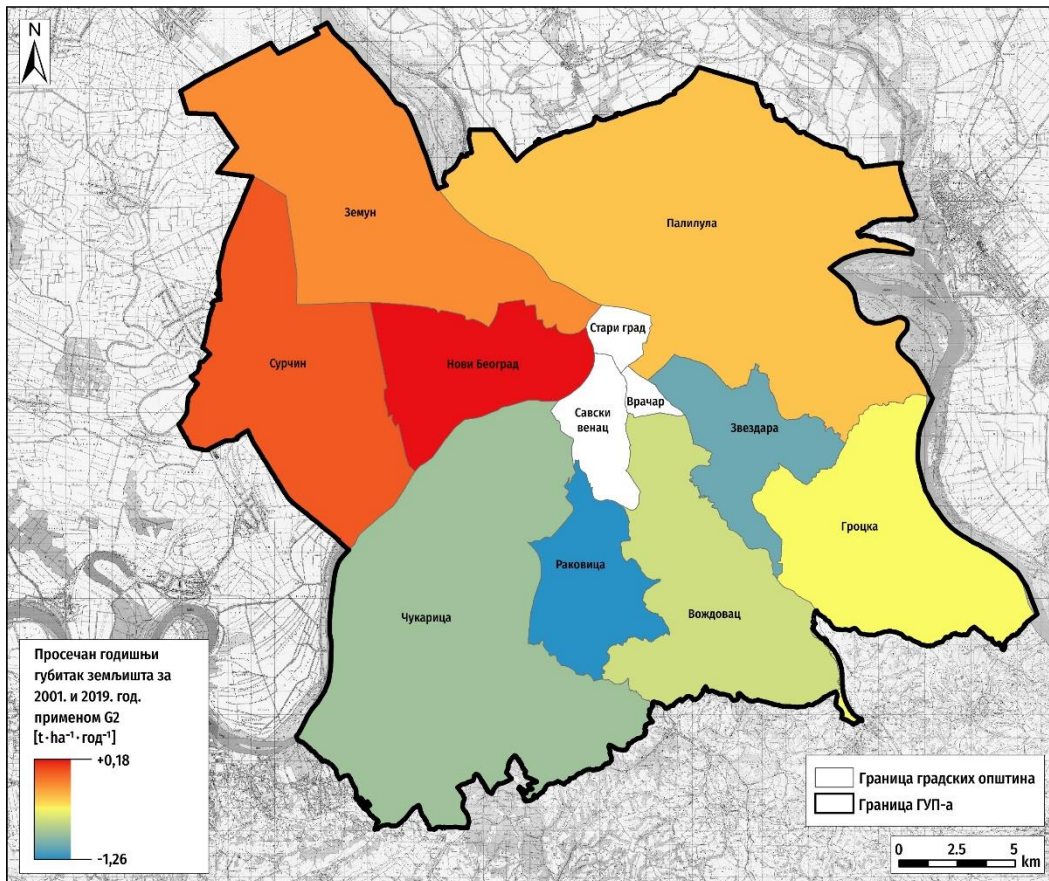 N
Земун
Палилула
Стари град
Сурчин
Нови Београд
Врачар
Савски
венац
Звездара
Гроцка
Раковица
Чукарица
Вождовац
Просечан годишњи
губитак земљишта за
2001. и 2019. год.
применом G2
[t·ha⁻¹·год⁻¹]
+0,18
-1,26
Граница градских општина
Граница ГУП-а
0 2.5 5
km